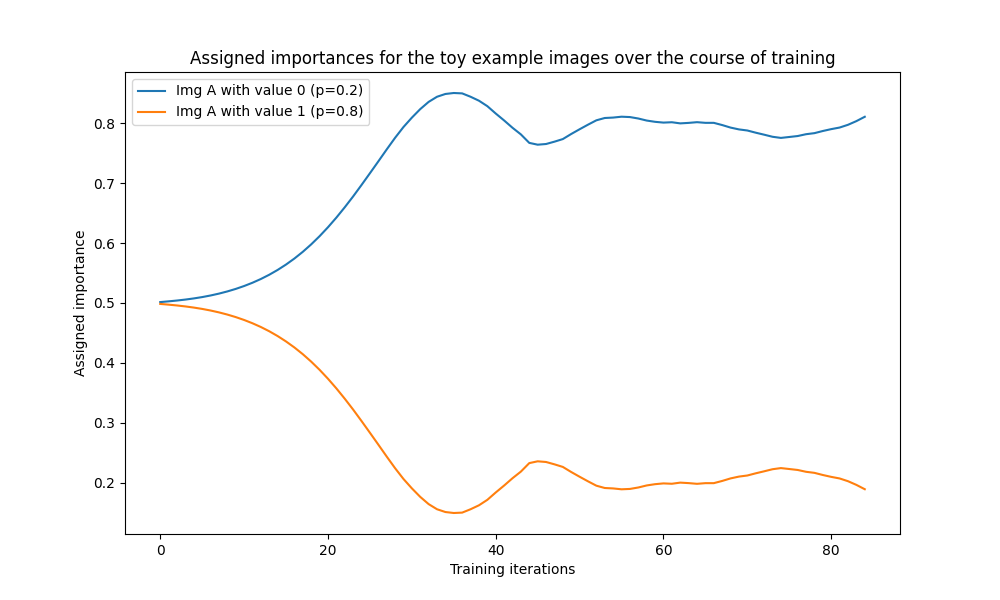 Assigned importances for the toy example images over the course of training
Img A with value 0 (p=0.2)
Img A with value 1 (p=0.8)
Assigned importance
0.8
0.7
0.6
0.5
0.4
0.3
0.2
0 20 40 60 80
Training iterations